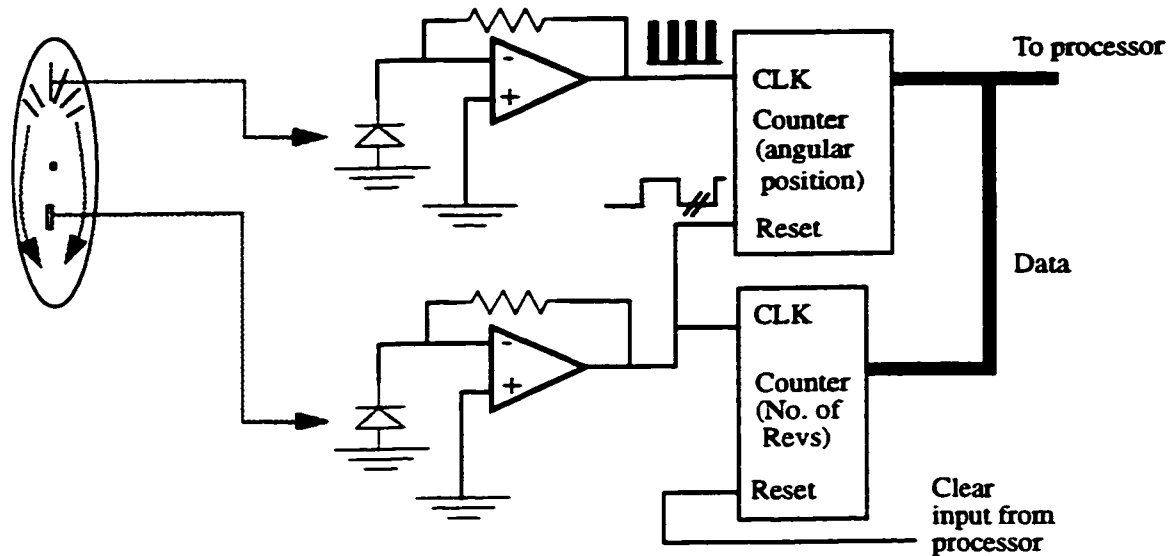 To processor
CLK
Counter
(angular
position)
Reset
Data
CLK
Counter
(No. of
Revs)
Reset
Clear
input from
processor
-
+
-
+